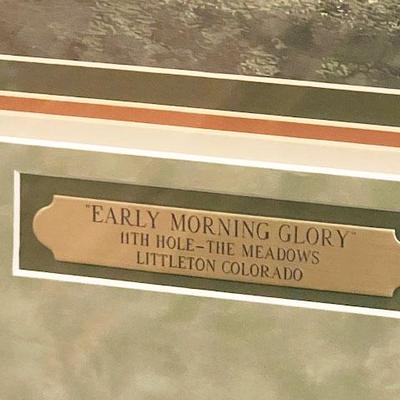 "EARLY MORNING GLORY"
11TH HOLE-THE MEADOWS
LITTLETON COLORADO